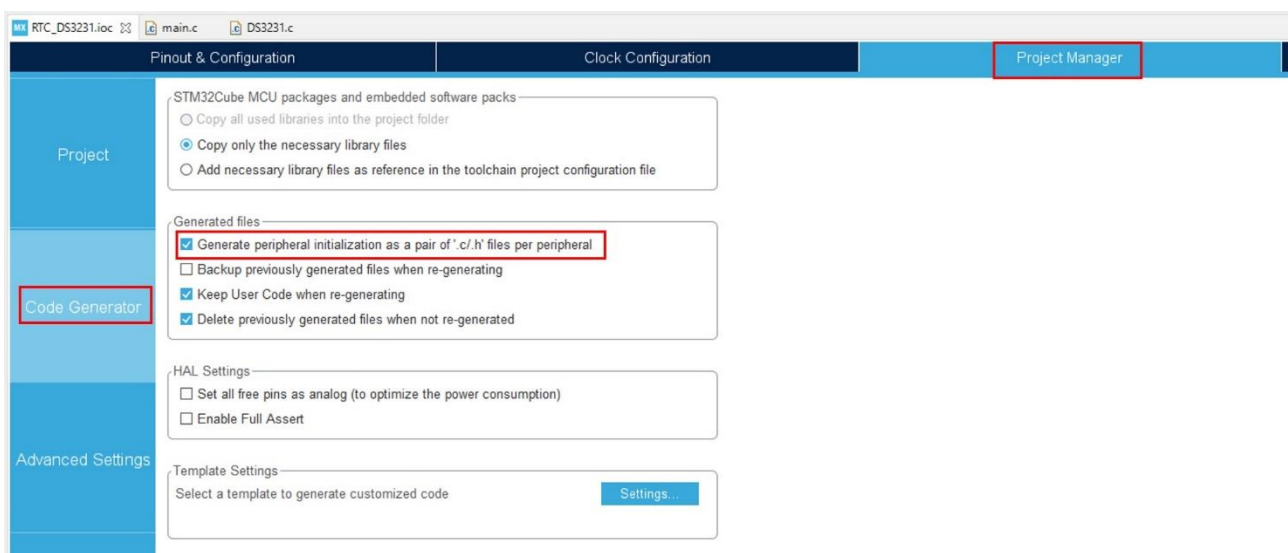 MX RTC_DS3231.ioc main.c DS3231.c
Pinout & Configuration Clock Configuration Project Manager
Project
Code Generator
Advanced Settings
STM32Cube MCU packages and embedded software packs
Copy all used libraries into the project folder
Copy only the necessary library files
Add necessary library files as reference in the toolchain project configuration file
Generated files
Generate peripheral initialization as a pair of '.c/.h' files per peripheral
Backup previously generated files when re-generating
Keep User Code when re-generating
Delete previously generated files when not re-generated
HAL Settings
Set all free pins as analog (to optimize the power consumption)
Enable Full Assert
Template Settings
Select a template to generate customized code Settings...